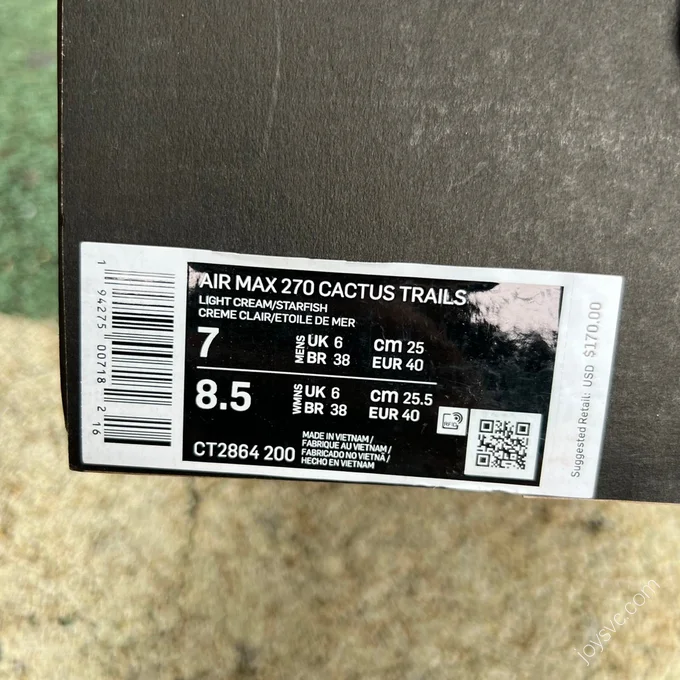 AIR MAX 270 CACTUS TRAILS
LIGHT CREAM/STARFISH
CREME CLAIR/ETOILE DE MER
7 MENS UK 6 cm 25
BR 38 EUR 40
8.5 WMNS UK 6 cm 25.5
BR 38 EUR 40
CT2864 200
MADE IN VIETNAM/
FABRIQUE AU VIETNAM/
FABRICADO NO VIETNÃ/
HECHO EN VIETNAM
RFID
1 94275 00718 2 16
Suggested Retail: USD $170.00
joysve.com